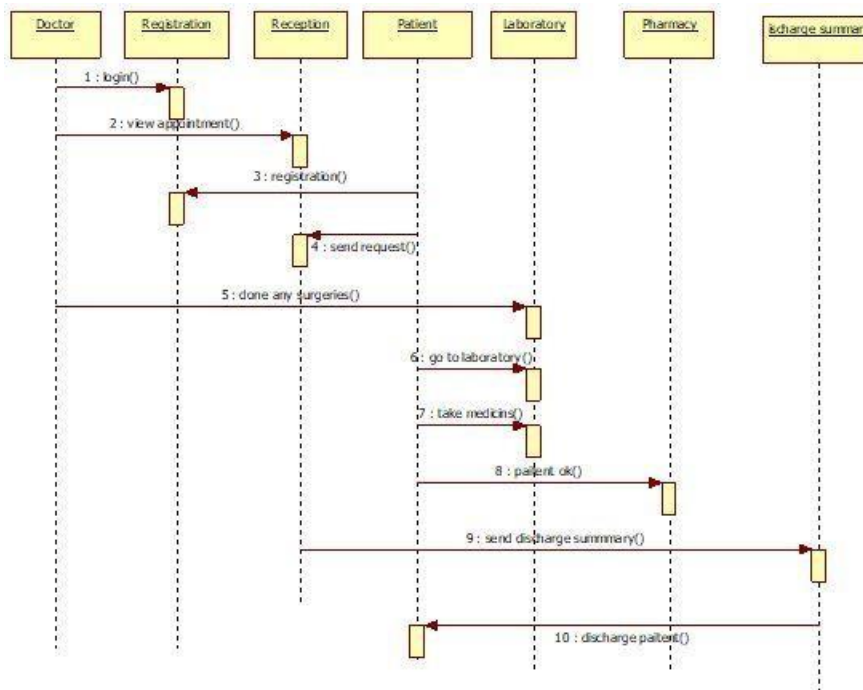 Doctor
Registration
Reception
Patient
Laboratory
Pharmacy
ischarge summar
1 : login()
2 : view appointment()
3 : registration()
4 : send request()
5 : done any surgeries()
6 : go to laboratory()
7 : take medicins()
8 : paitent ok()
9 : send discharge summmary()
10 : discharge paitent()